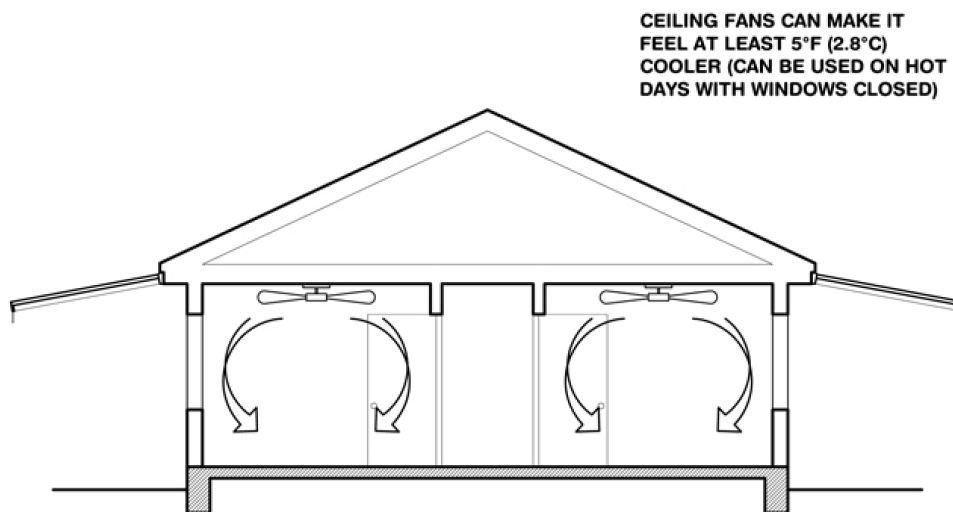 CEILING FANS CAN MAKE IT
FEEL AT LEAST 5°F (2.8°C)
COOLER (CAN BE USED ON HOT
DAYS WITH WINDOWS CLOSED)